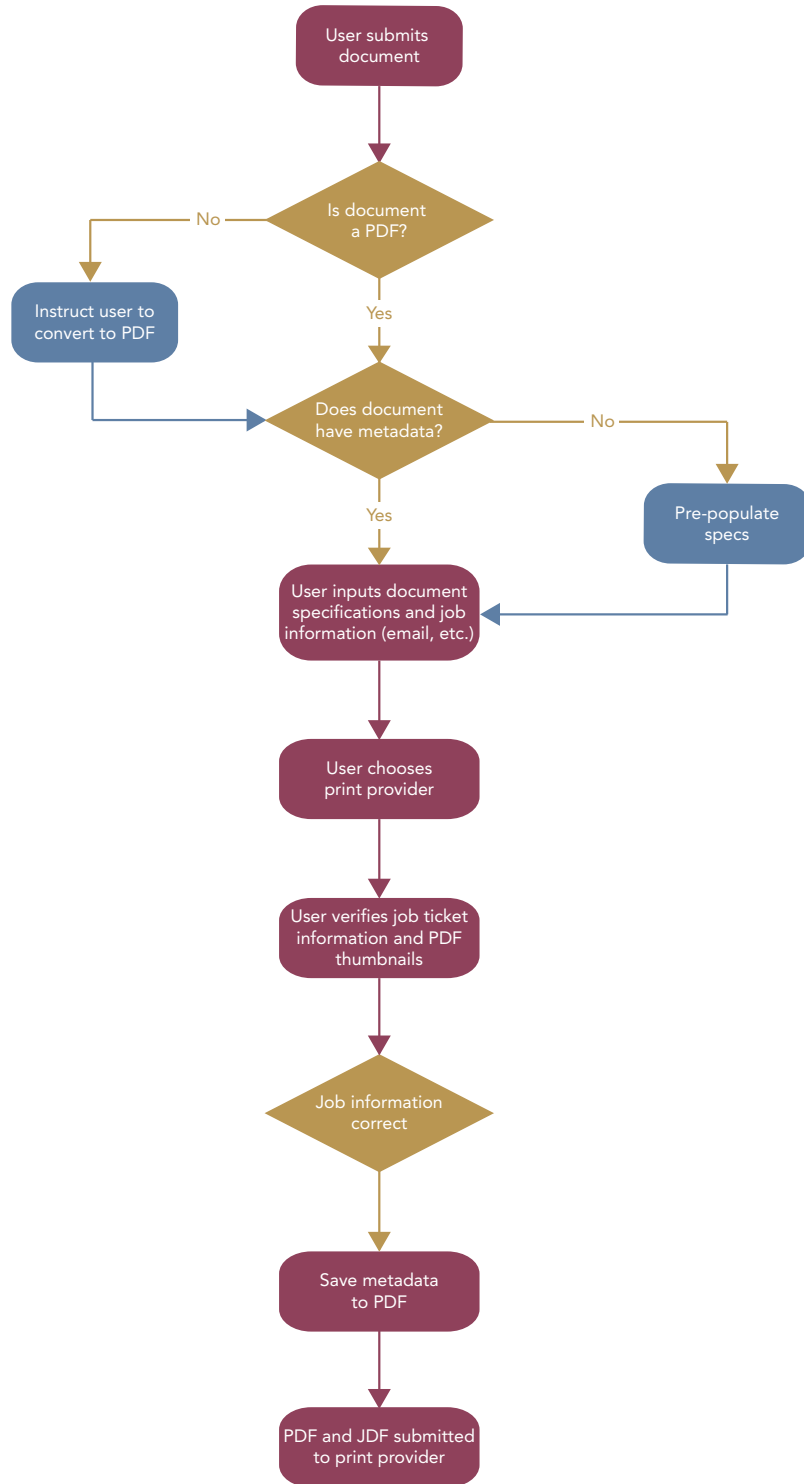 User submits
document
Is document
a PDF?
No
Instruct user to
convert to PDF
Yes
Does document
have metadata?
No
Pre-populate
specs
Yes
User inputs document
specifications and job
information (email, etc.)
User chooses
print provider
User verifies job ticket
information and PDF
thumbnails
Job information
correct
Save metadata
to PDF
PDF and JDF submitted
to print provider